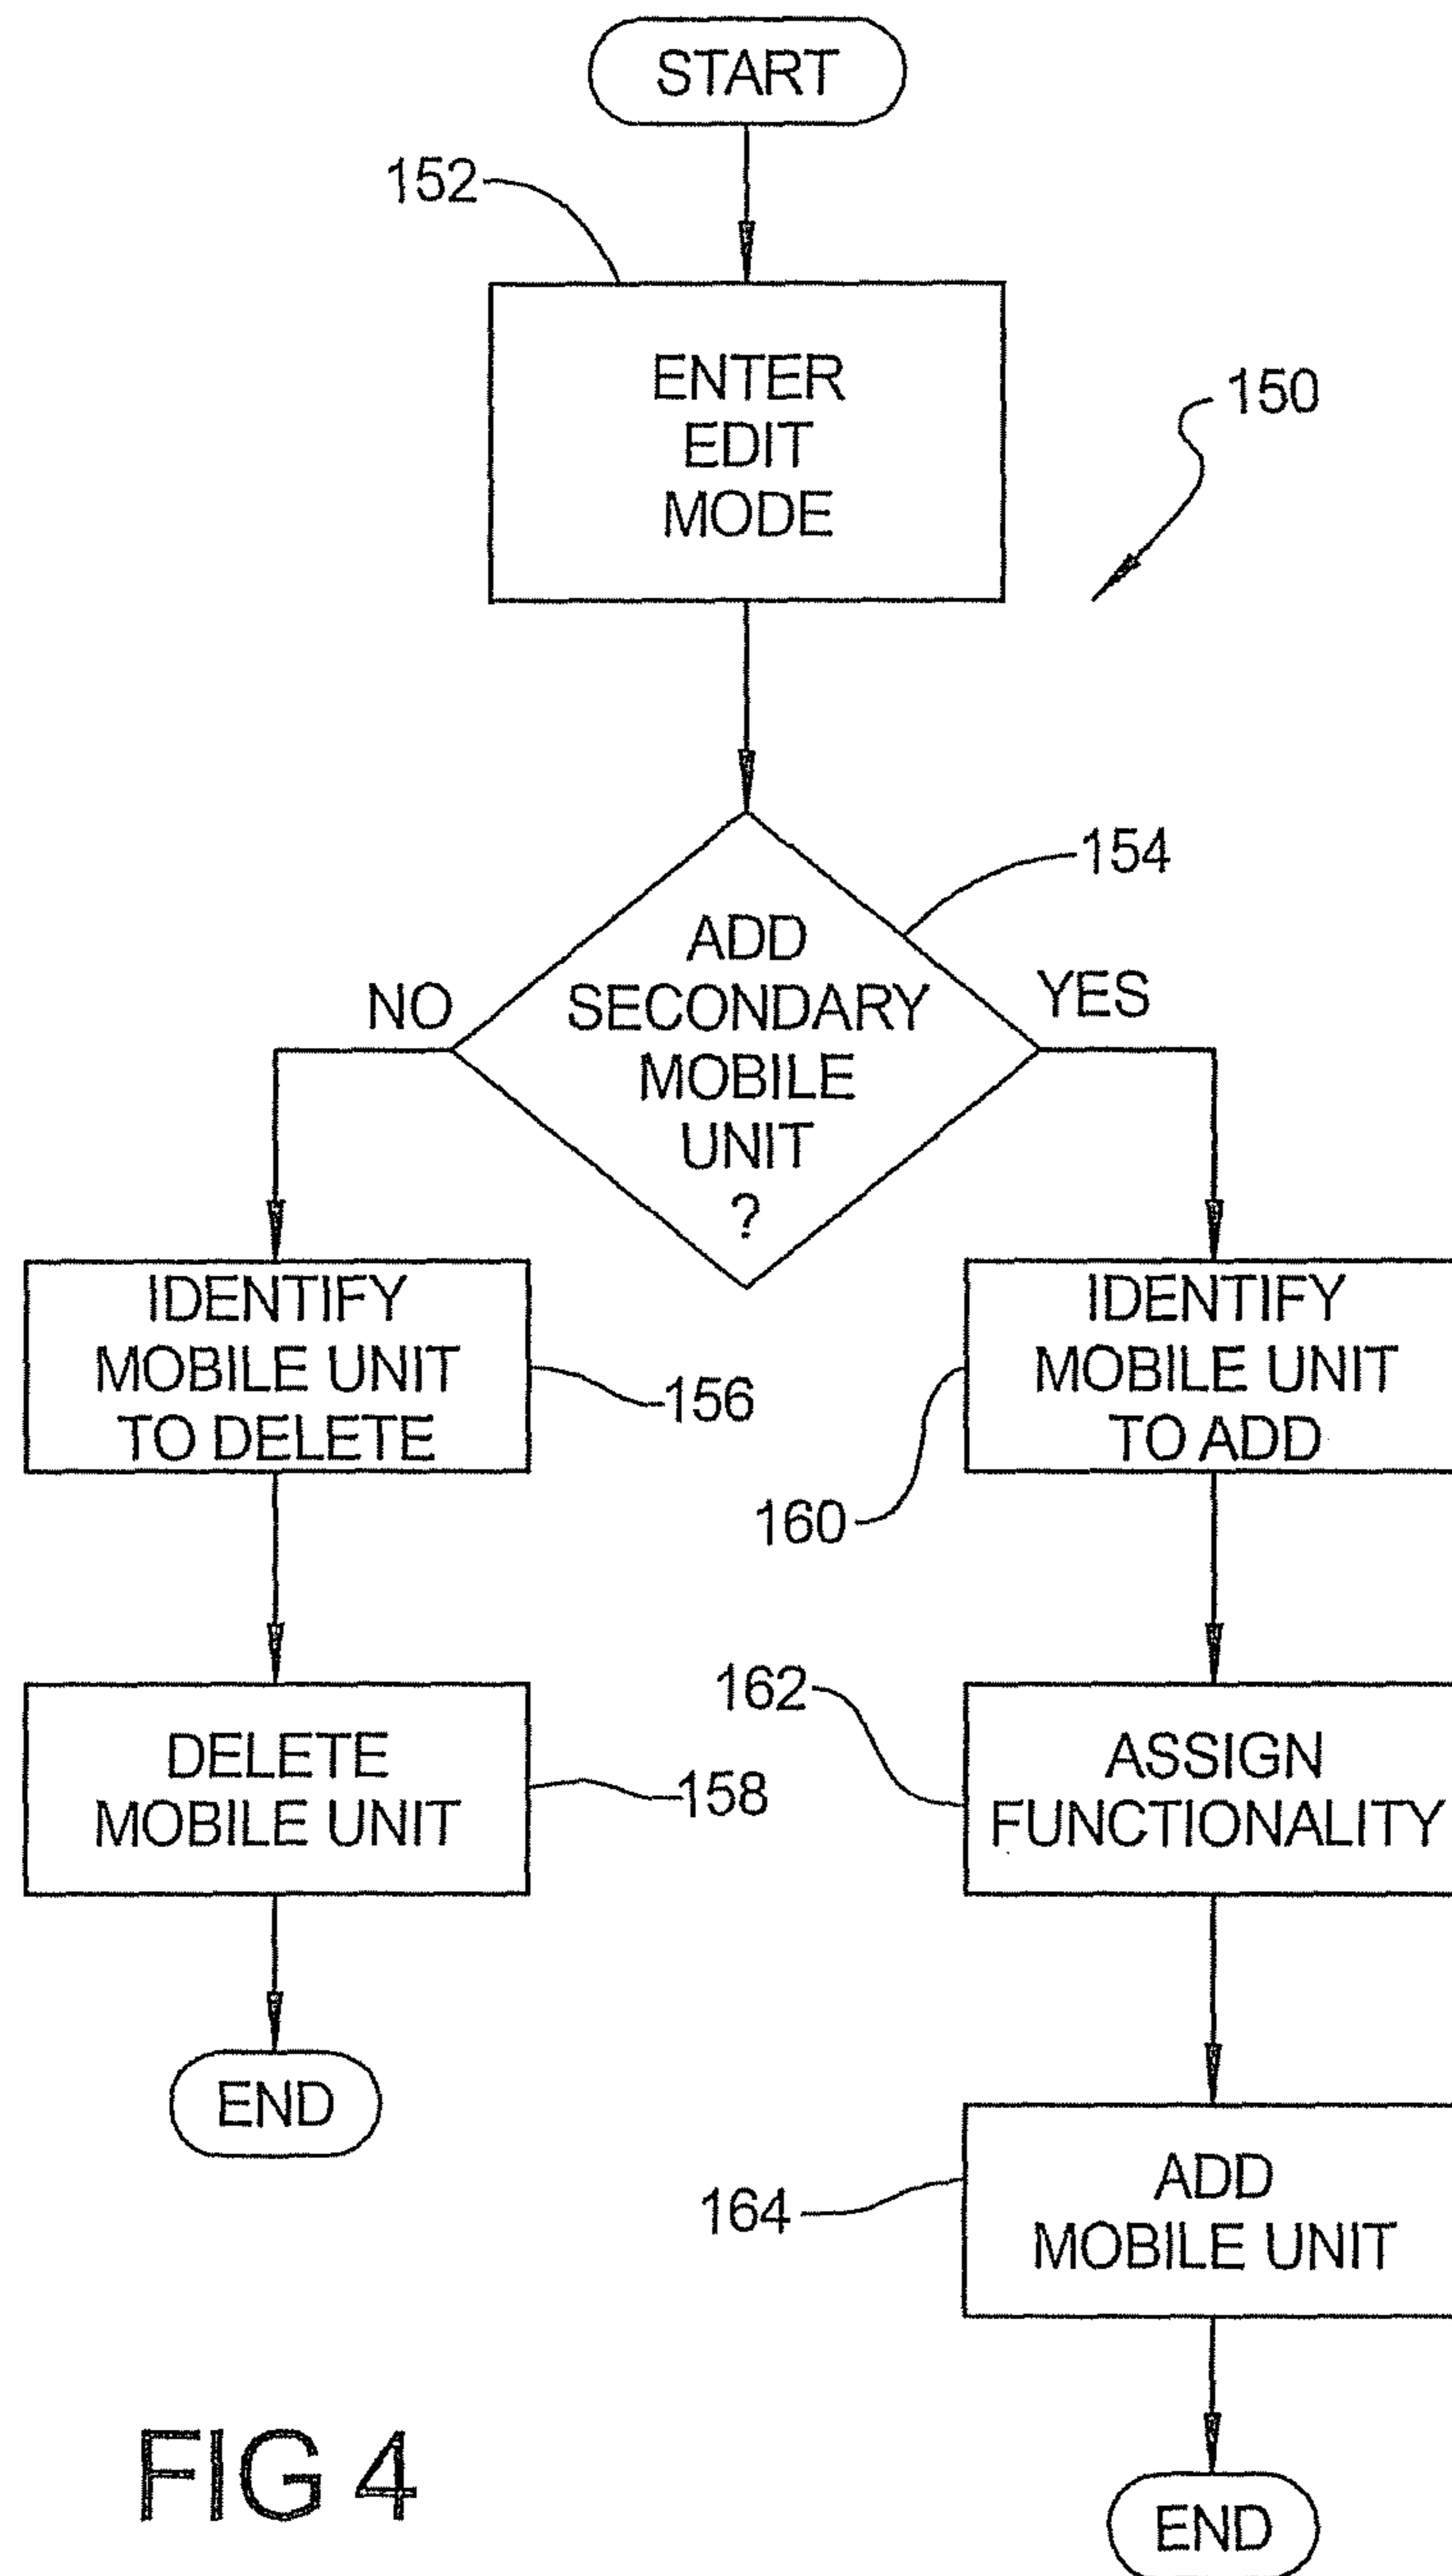 START
152
ENTER
EDIT
MODE
150
154
ADD
SECONDARY
MOBILE
UNIT
?
NO
YES
IDENTIFY
MOBILE UNIT
TO DELETE
156
IDENTIFY
MOBILE UNIT
TO ADD
160
DELETE
MOBILE UNIT
158
162
ASSIGN
FUNCTIONALITY
END
164
ADD
MOBILE UNIT
END
FIG 4